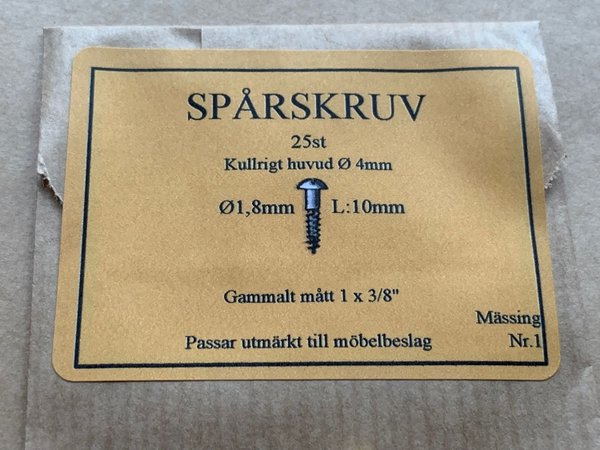 SPÅRSKRUV
25st
Kullrigt huvud Ø 4mm
Ø1,8mm L:10mm
Gammalt mått 1 x 3/8"
Mässing
Passar utmärkt till möbelbeslag Nr.1